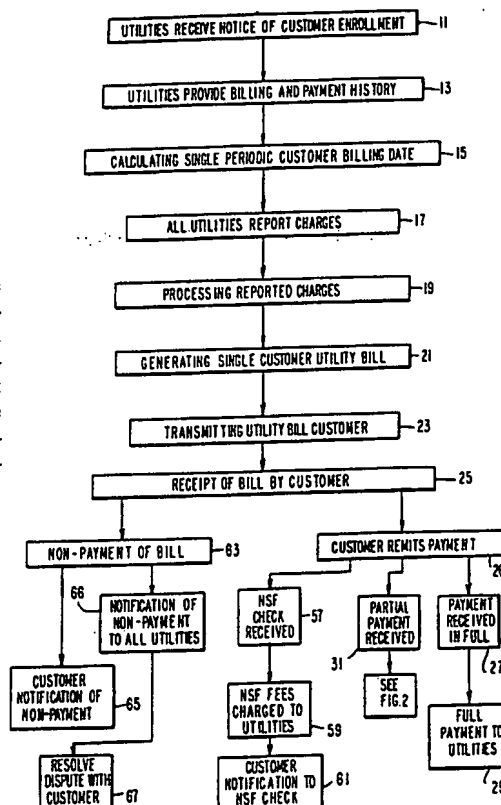 UTILITIES RECEIVE NOTICE OF CUSTOMER ENROLLMENT
11
UTILITIES PROVIDE BILLING AND PAYMENT HISTORY
13
CALCULATING SINGLE PERIODIC CUSTOMER BILLING DATE
15
ALL UTILITIES REPORT CHARGES
17
PROCESSING REPORTED CHARGES
19
GENERATING SINGLE CUSTOMER UTILITY BILL
21
TRANSMITTING UTILITY BILL CUSTOMER
23
RECEIPT OF BILL BY CUSTOMER
25
NON-PAYMENT OF BILL
63
CUSTOMER REMITS PAYMENT
66
NOTIFICATION OF
NON-PAYMENT
TO ALL UTILITIES
CUSTOMER
NOTIFICATION OF
NON-PAYMENT
65
RESOLVE
DISPUTE WITH
CUSTOMER
67
NSF
CHECK
RECEIVED
57
NSF FEES
CHARGED TO
UTILITIES
59
CUSTOMER
NOTIFICATION TO
NSF CHECK
61
PARTIAL
PAYMENT
RECEIVED
31
SEE
FIG.2
PAYMENT
RECEIVED
IN FULL
27
FULL
PAYMENT TO
UTILITIES